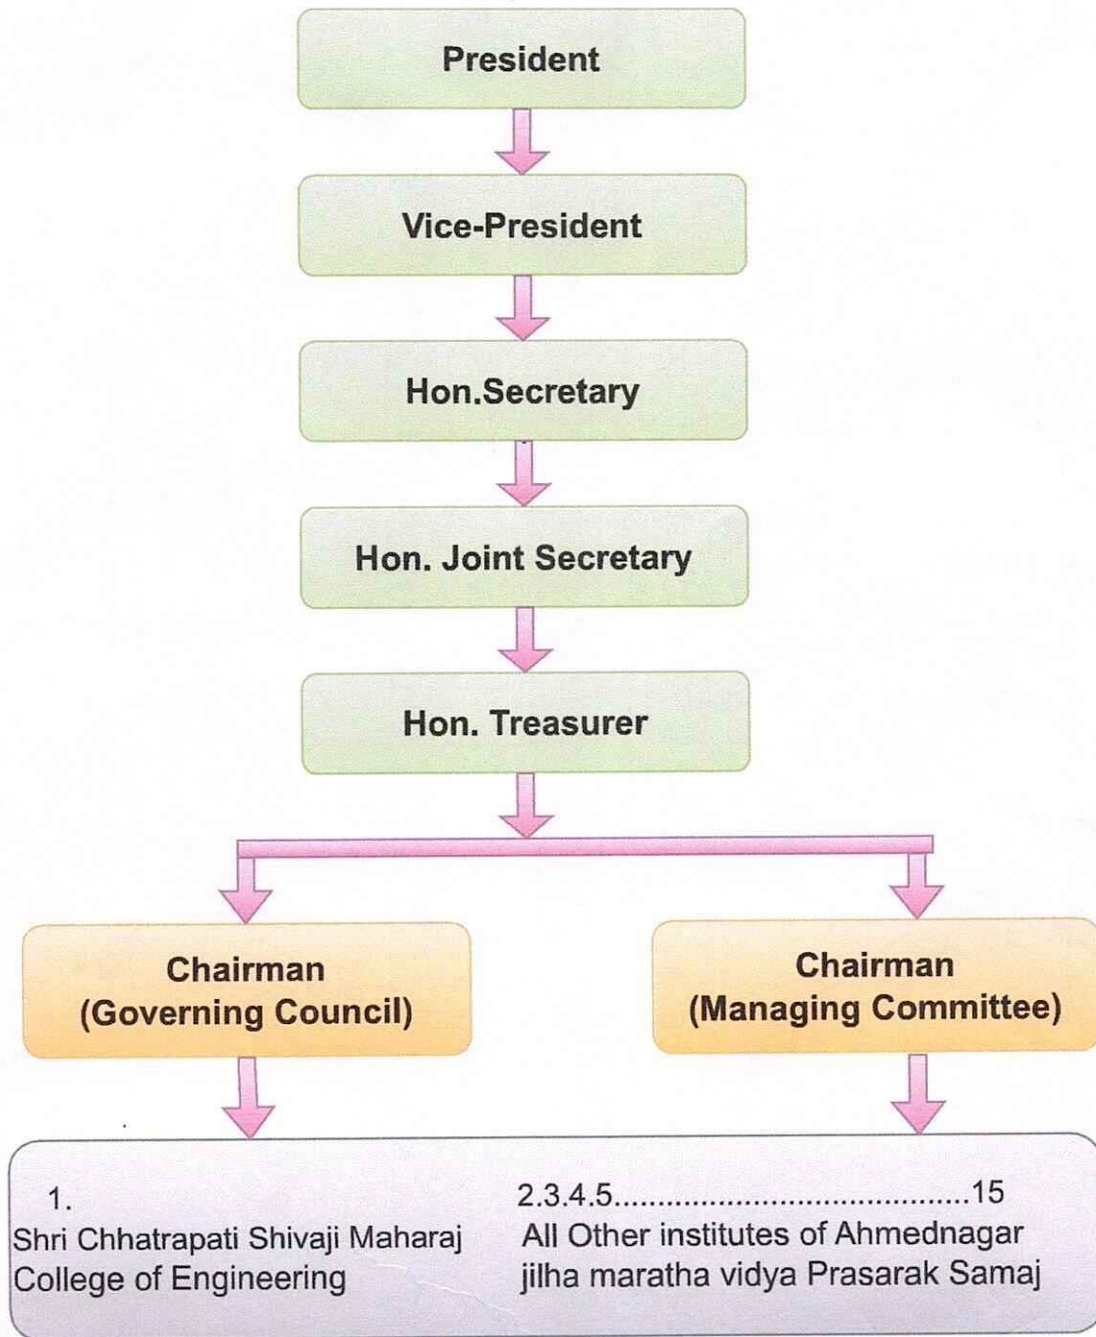 President
Vice-President
Hon.Secretary
Hon. Joint Secretary
Hon. Treasurer
Chairman
(Governing Council)
Chairman
(Managing Committee)
1.
Shri Chhatrapati Shivaji Maharaj
College of Engineering
2.3.4.5.......................................15
All Other institutes of Ahmednagar
jilha maratha vidya Prasarak Samaj